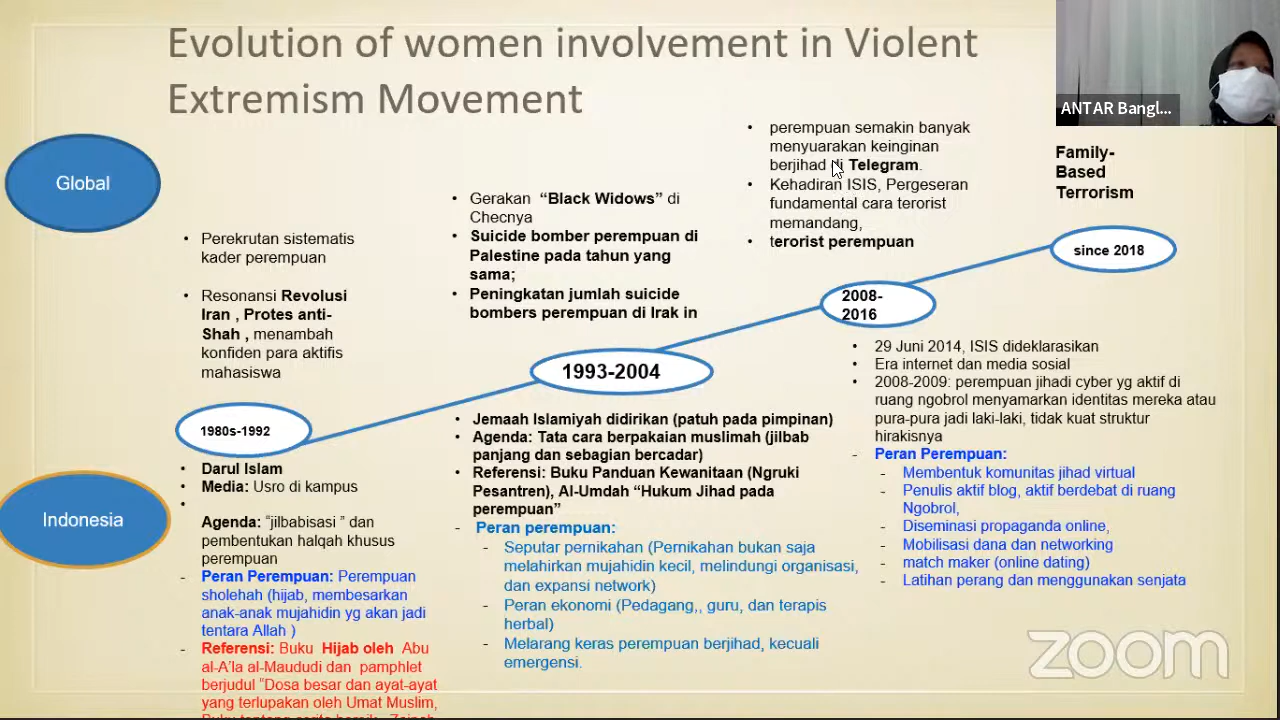 Evolution of women involvement in Violent
Extremism Movement
ANTAR Bangl...
Global
Perekrutan sistematis
kader perempuan
Resonansi Revolusi
Iran , Protes anti-
Shah , menambah
konfiden para aktifis
mahasiswa
Gerakan “Black Widows” di
Checnya
Suicide bomber perempuan di
Palestine pada tahun yang
sama;
Peningkatan jumlah suicide
bombers perempuan di Irak in
perempuan semakin banyak
menyuarakan keinginan
berjihad di Telegram.
Kehadiran ISIS, Pergeseran
fundamental cara terorist
memandang,
terorist perempuan
Family-
Based
Terrorism
since 2018
2008-
2016
1993-2004
1980s-1992
Indonesia
Darul Islam
Media: Usro di kampus
Agenda: “jilbabisasi ” dan
pembentukan halqah khusus
perempuan
- Peran Perempuan: Perempuan
sholehah (hijab, membesarkan
anak-anak mujahidin yg akan jadi
tentara Allah )
- Referensi: Buku Hijab oleh Abu
al-A’la al-Maududi dan pamphlet
berjudul “Dosa besar dan ayat-ayat
yang terlupakan oleh Umat Muslim,
Jemaah Islamiyah didirikan (patuh pada pimpinan)
Agenda: Tata cara berpakaian muslimah (jilbab
panjang dan sebagian bercadar)
Referensi: Buku Panduan Kewanitaan (Ngruki
Pesantren), Al-Umdah “Hukum Jihad pada
perempuan”
- Peran perempuan:
- Seputar pernikahan (Pernikahan bukan saja
melahirkan mujahidin kecil, melindungi organisasi,
dan expansi network)
- Peran ekonomi (Pedagang,, guru, dan terapis
herbal)
- Melarang keras perempuan berjihad, kecuali
emergensi.
29 Juni 2014, ISIS dideklarasikan
Era internet dan media sosial
2008-2009: perempuan jihadi cyber yg aktif di
ruang ngobrol menyamarkan identitas mereka atau
pura-pura jadi laki-laki, tidak kuat struktur
hirakisnya
- Peran Perempuan:
- Membentuk komunitas jihad virtual
- Penulis aktif blog, aktif berdebat di ruang
Ngobrol,
- Diseminasi propaganda online,
- Mobilisasi dana dan networking
- match maker (online dating)
- Latihan perang dan menggunakan senjata
zoom